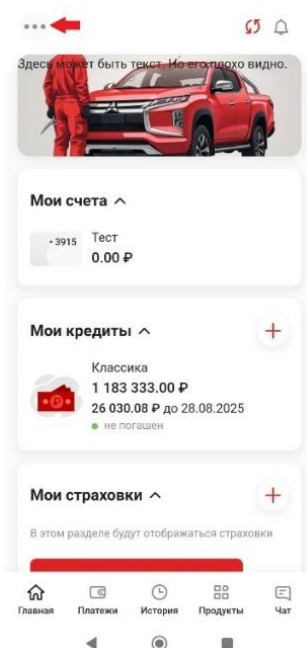 Здесь может быть текст. Но его плохо видно.
Мои счета
• 3915
Тест
0.00 ₽
Мои кредиты
Классика
1 183 333.00 ₽
26 030.08 ₽ до 28.08.2025
не погашен
Мои страховки
В этом разделе будут отображаться страховки
Главная Платежи История Продукты Чат